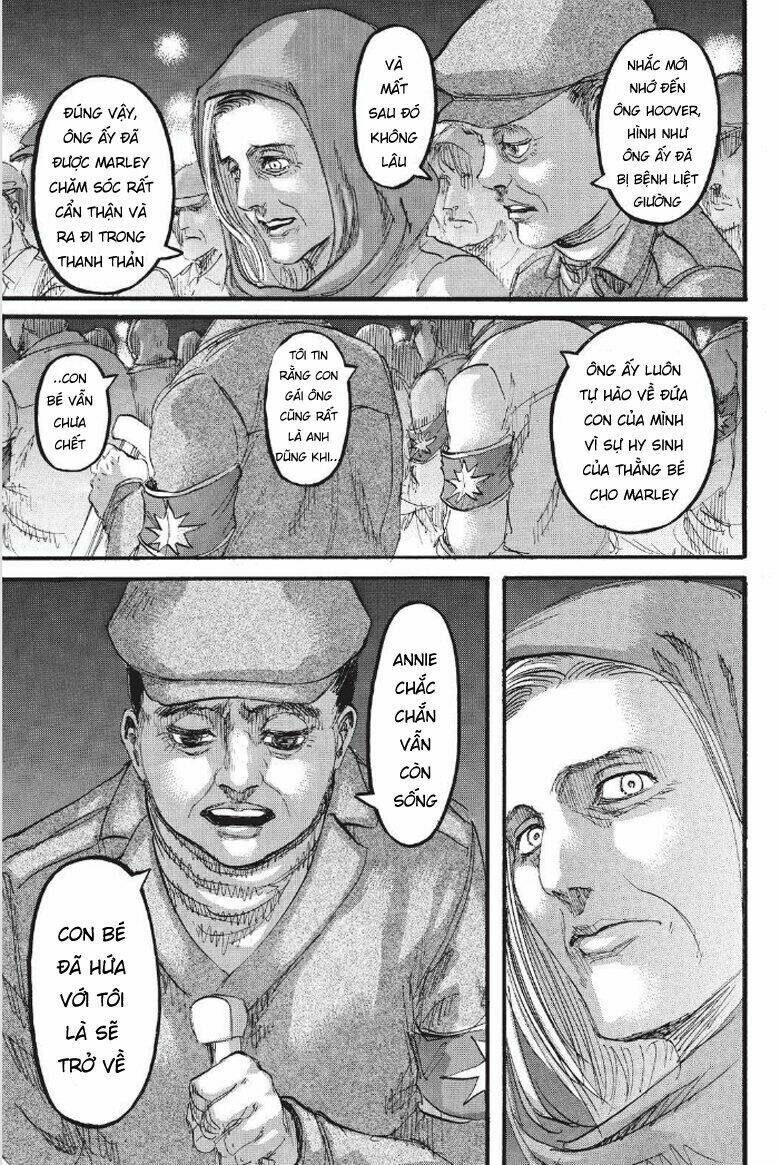 NHẮC MỚI
NHỚ ĐẾN
ÔNG HOOVER,
HÌNH NHƯ
ÔNG ẤY ĐÃ
BỊ BỆNH LIỆT
GIƯỜNG
VÀ
MẤT
SAU ĐÓ
KHÔNG
LÂU
ĐÚNG VẬY,
ÔNG ẤY ĐÃ
ĐƯỢC MARLEY
CHĂM SÓC RẤT
CẨN THẬN VÀ
RA ĐI TRONG
THANH THẢN
ÔNG ẤY LUÔN
TỰ HÀO VỀ ĐỨA
CON CỦA MÌNH
VÌ SỰ HY SINH
CỦA THẰNG BÉ
CHO MARLEY
TÔI TIN
RẰNG CON
GÁI ÔNG
CŨNG RẤT
LÀ ANH
DŨNG KHI...
..CON
BÉ VẪN
CHƯA
CHẾT
ANNIE
CHẮC
CHẮN
VẪN
CÒN
SỐNG
CON BÉ
ĐÃ HỨA
VỚI TÔI
LÀ SẼ
TRỞ VỀ